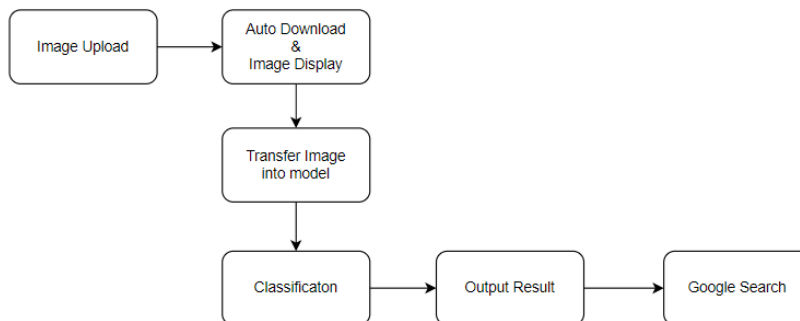 Image Upload
Auto Download
&
Image Display
Transfer Image
into model
Classificaton
Output Result
Google Search